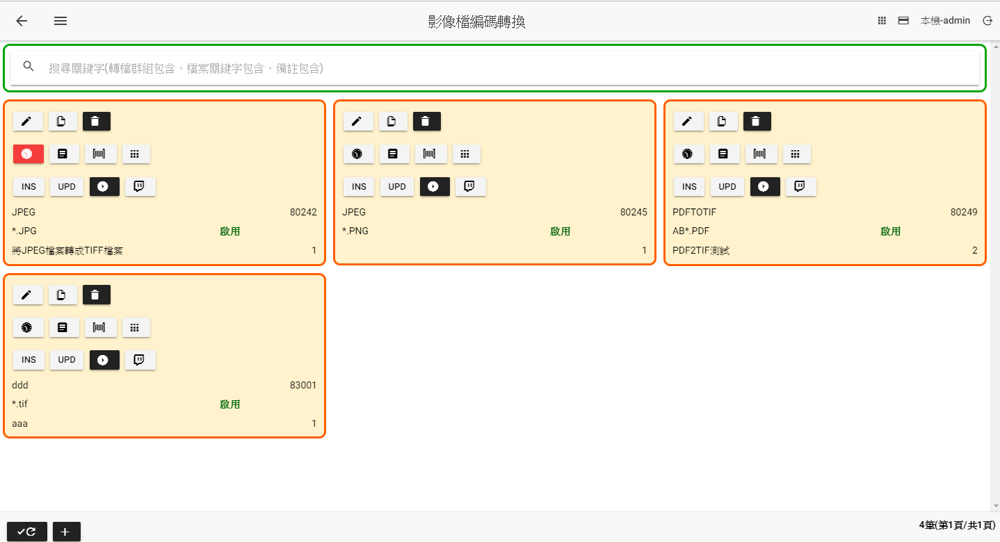 影像檔編碼轉換
本機-admin
搜尋關鍵字(轉檔群組包含、檔案關鍵字包含、備註包含)
INS UPD
JPEG 80242
*.JPG 啟用
將JPEG檔案轉成TIFF檔案 1
INS UPD
JPEG 80245
*.PNG 啟用
1
INS UPD
PDFTOTIF 80249
AB*.PDF 啟用
PDF2TIF測試 2
INS UPD
ddd 83001
*.tif 啟用
aaa 1
4筆(第1頁/共1頁)